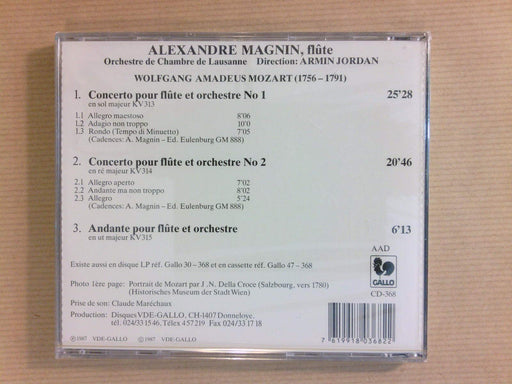 ALEXANDRE MAGNIN, flûte
Orchestre de Chambre de Lausanne Direction: ARMIN JORDAN
WOLFGANG AMADEUS MOZART (1756–1791)
1. Concerto pour flûte et orchestre No 1 25'28
en sol majeur KV313
1.1 Allegro maestoso 8'06
1.2 Adagio non troppo 10'0
1.3 Rondo (Tempo di Minuetto) 7'05
(Cadences: A. Magnin – Ed. Eulenburg GM 888)
2. Concerto pour flûte et orchestre No 2 20'46
en ré majeur KV314
2.1 Allegro aperto 7'02
2.2 Andante ma non troppo 8'02
2.3 Allegro 5'24
(Cadences: A. Magnin – Ed. Eulenburg GM 888)
3. Andante pour flûte et orchestre 6'13
en ut majeur KV315
AAD
Existe aussi en disque LP réf. Gallo 30–368 et en cassette réf. Gallo 47–368
GALLO
CD-368
Photo 1ère page: Portrait de Mozart par J.N. Della Croce (Salzbourg, vers 1780)
(Historisches Museum der Stadt Wien)
Prise de son: Claude Maréchaux
Production: Disques VDE-GALLO, CH-1407 Donneloye,
tél. 024/33 15 46, Télex 4 57 219, Fax 024/33 17 18
℗ 1987 VDE-GALLO © 1987 VDE-GALLO
7 619918 036822